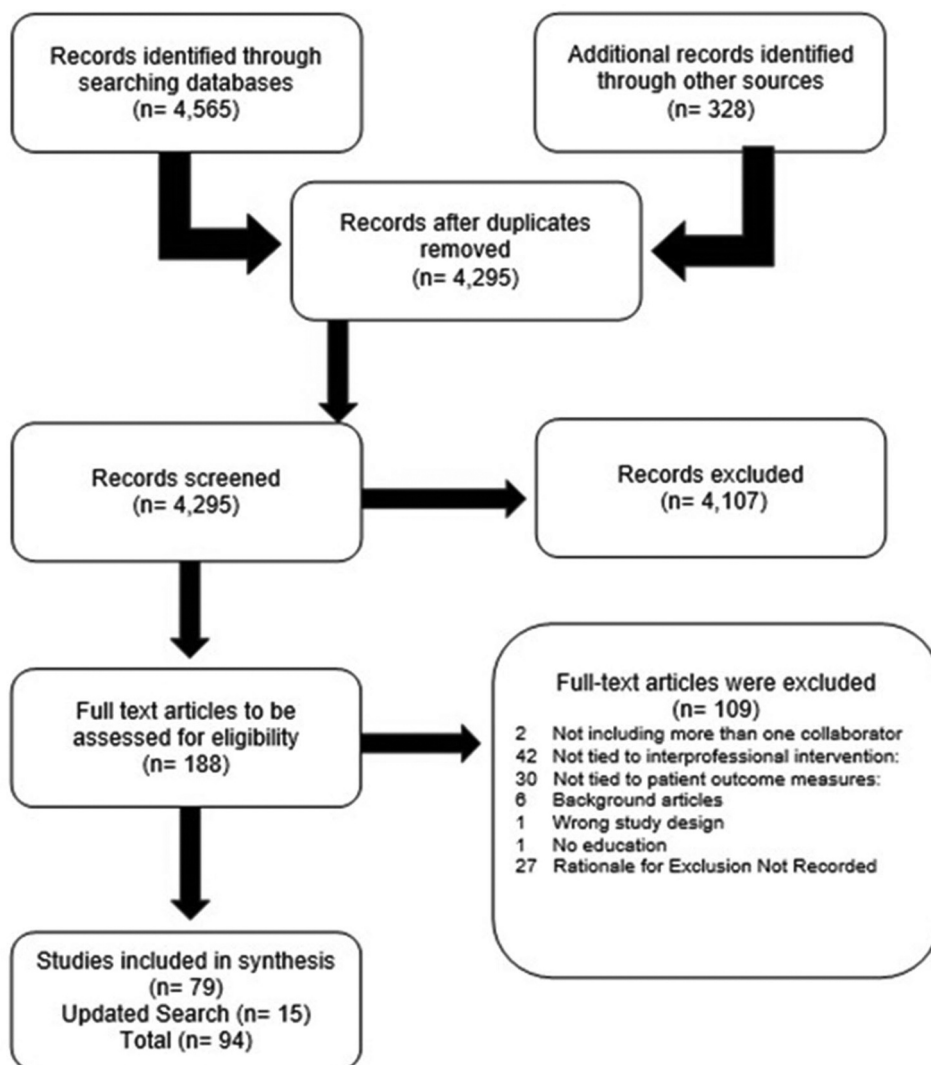 Records identified through
searching databases
(n= 4,565)
Additional records identified
through other sources
(n= 328)
Records after duplicates
removed
(n= 4,295)
Records screened
(n= 4,295)
Records excluded
(n= 4,107)
Full text articles to be
assessed for eligibility
(n= 188)
Full-text articles were excluded
(n= 109)
2 Not including more than one collaborator
42 Not tied to interprofessional intervention:
30 Not tied to patient outcome measures:
6 Background articles
1 Wrong study design
1 No education
27 Rationale for Exclusion Not Recorded
Studies included in synthesis
(n= 79)
Updated Search (n= 15)
Total (n= 94)